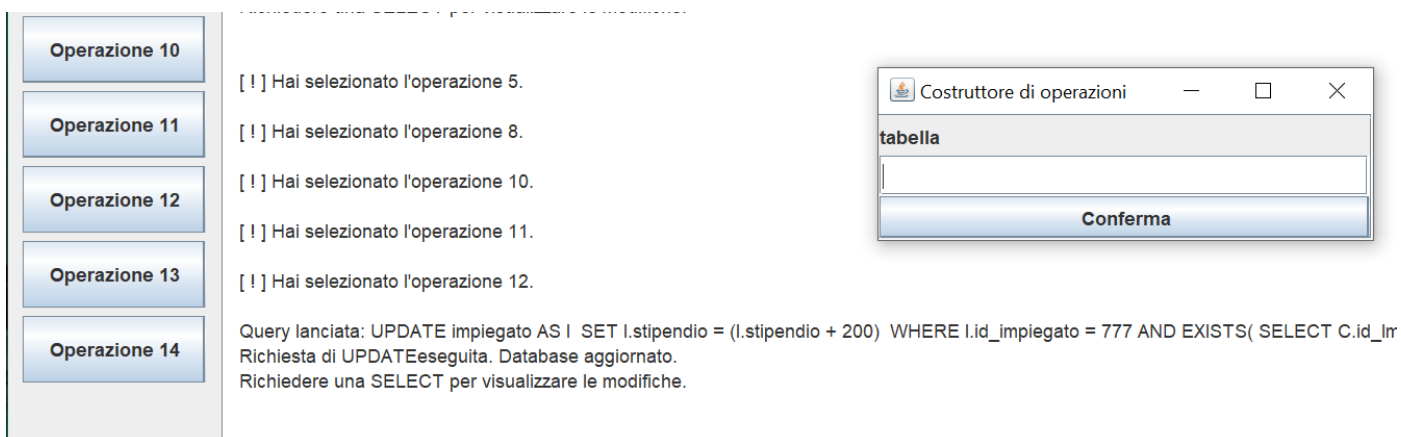 Operazione 10
Operazione 11
Operazione 12
Operazione 13
Operazione 14
[ ! ] Hai selezionato l'operazione 5.
[ ! ] Hai selezionato l'operazione 8.
[ ! ] Hai selezionato l'operazione 10.
[ ! ] Hai selezionato l'operazione 11.
[ ! ] Hai selezionato l'operazione 12.
Query lanciata: UPDATE impiegato AS I SET I.stipendio = (I.stipendio + 200) WHERE I.id_impiegato = 777 AND EXISTS( SELECT C.id_Im
Richiesta di UPDATEeseguita. Database aggiornato.
Richiedere una SELECT per visualizzare le modifiche.
Costruttore di operazioni
tabella
Conferma